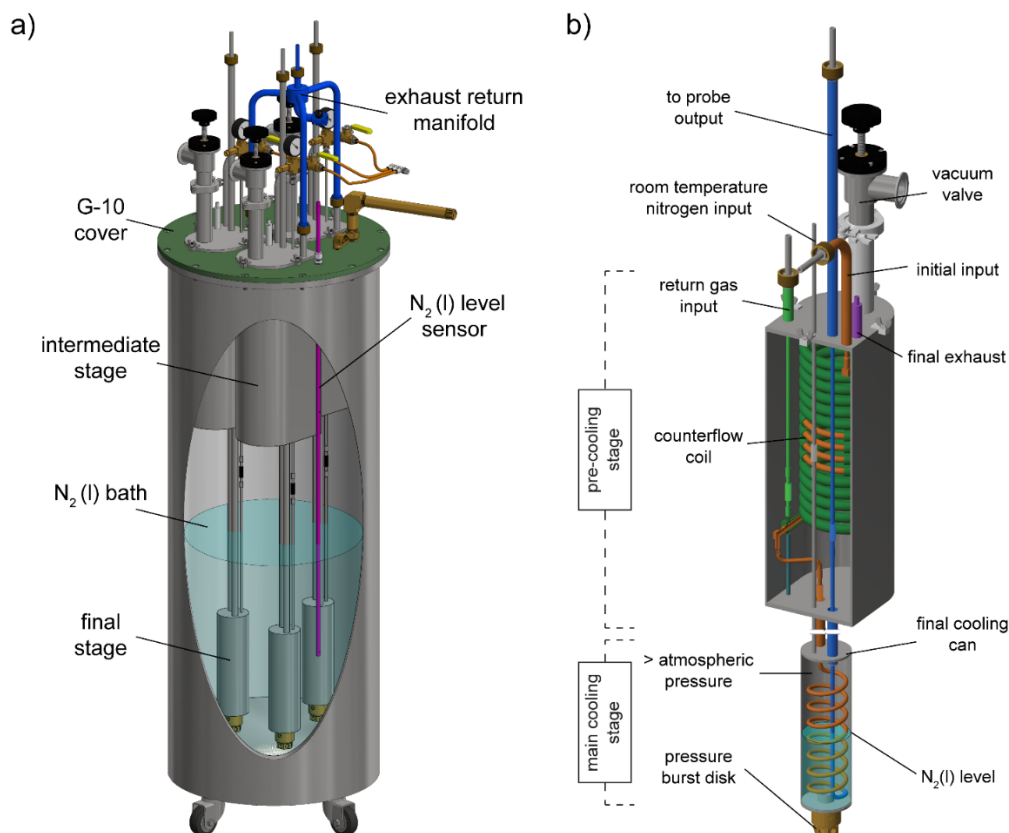 a)
exhaust return
manifold
G-10
cover
N₂ (l) level
sensor
intermediate
stage
N₂ (l) bath
final
stage
b)
to probe
output
vacuum
valve
room temperature
nitrogen input
initial input
return gas
input
final exhaust
counterflow
coil
pre-cooling
stage
final cooling
can
> atmospheric
pressure
main cooling
stage
pressure
burst disk
N₂(l) level